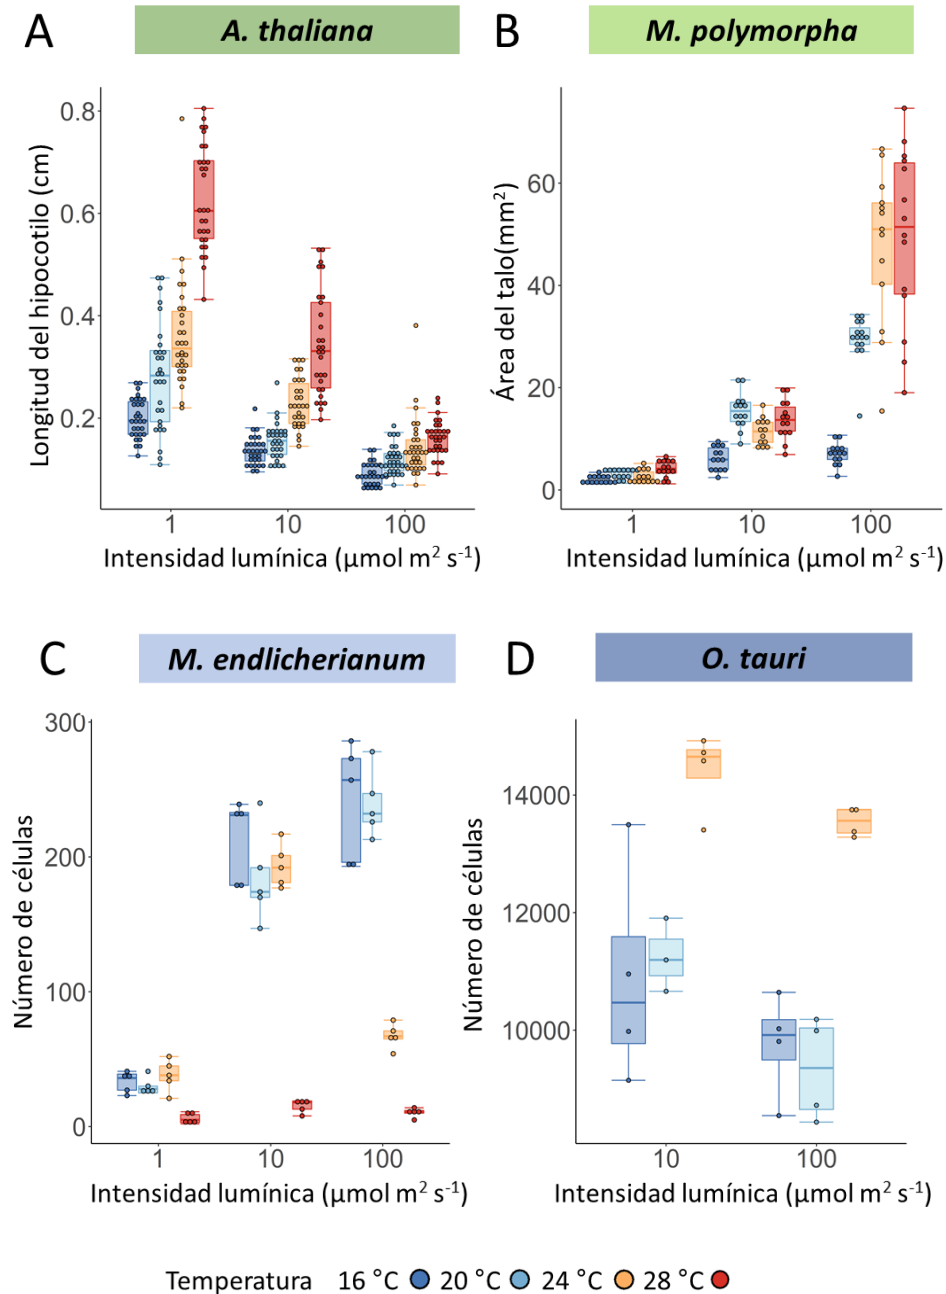 A
A. thaliana
0.8
0.6
0.4
0.2
Longitud del hipocotilo (cm)
1
10
100
Intensidad lumínica (µmol m² s⁻¹)
B
M. polymorpha
60
40
20
0
Área del talo(mm²)
1
10
100
Intensidad lumínica (µmol m² s⁻¹)
C
M. endlicherianum
300
200
100
0
Número de células
1
10
100
Intensidad lumínica (µmol m² s⁻¹)
D
O. tauri
14000
12000
10000
Número de células
10
100
Intensidad lumínica (µmol m² s⁻¹)
Temperatura 16 °C 20 °C 24 °C 28 °C